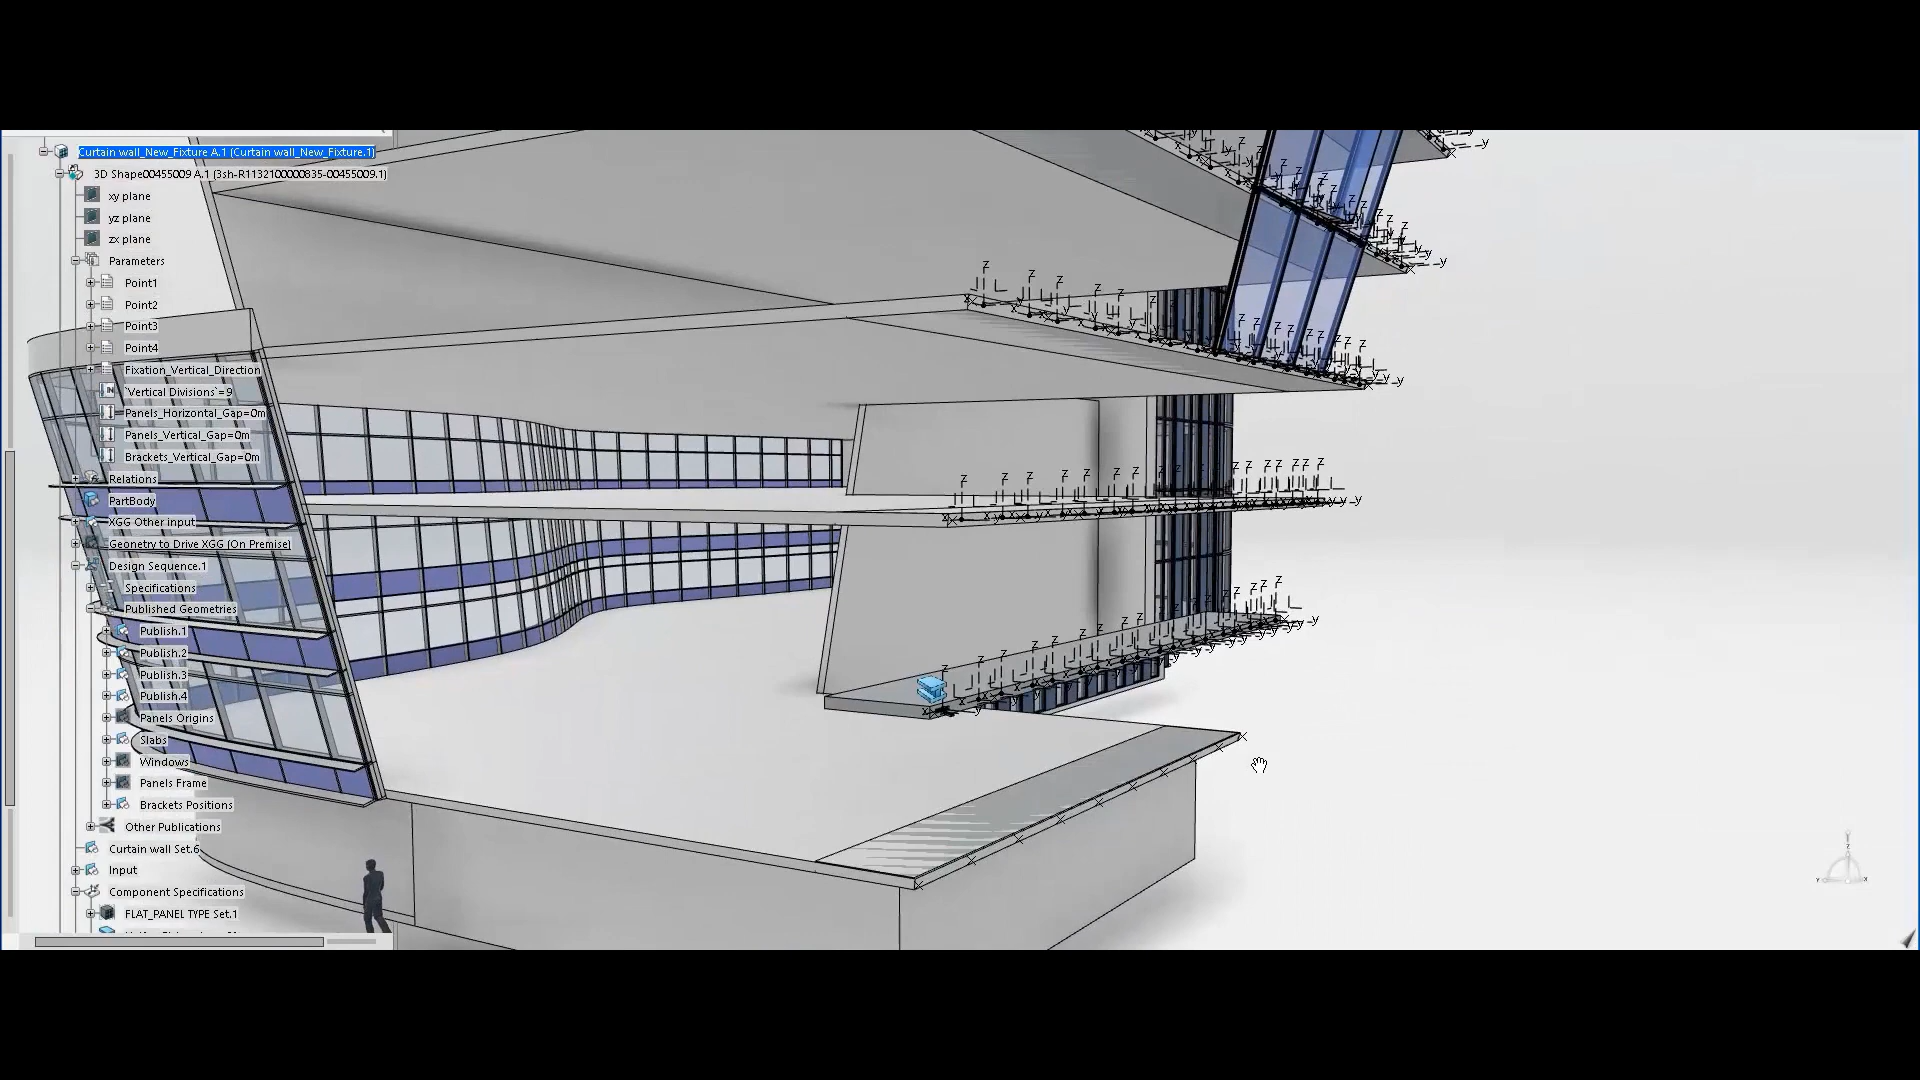 Curtain wall_New_Fixture A.1 (Curtain wall_New_Fixture.1)
3D Shape00455009 A.1 (3sh-R1132100000835-00455009.1)
xy plane
yz plane
zx plane
Parameters
Point1
Point2
Point3
Point4
Fixation_Vertical_Direction
`Vertical Divisions`=9
Panels_Horizontal_Gap=0m
Panels_Vertical_Gap=0m
Brackets_Vertical_Gap=0m
Relations
PartBody
XGG Other input
Geometry to Drive XGG (On Premise)
Design Sequence.1
Specifications
Published Geometries
Publish.1
Publish.2
Publish.3
Publish.4
Panels Origins
Slabs
Windows
Panels Frame
Brackets Positions
Other Publications
Curtain wall Set.6
Input
Component Specifications
FLAT_PANEL TYPE Set.1